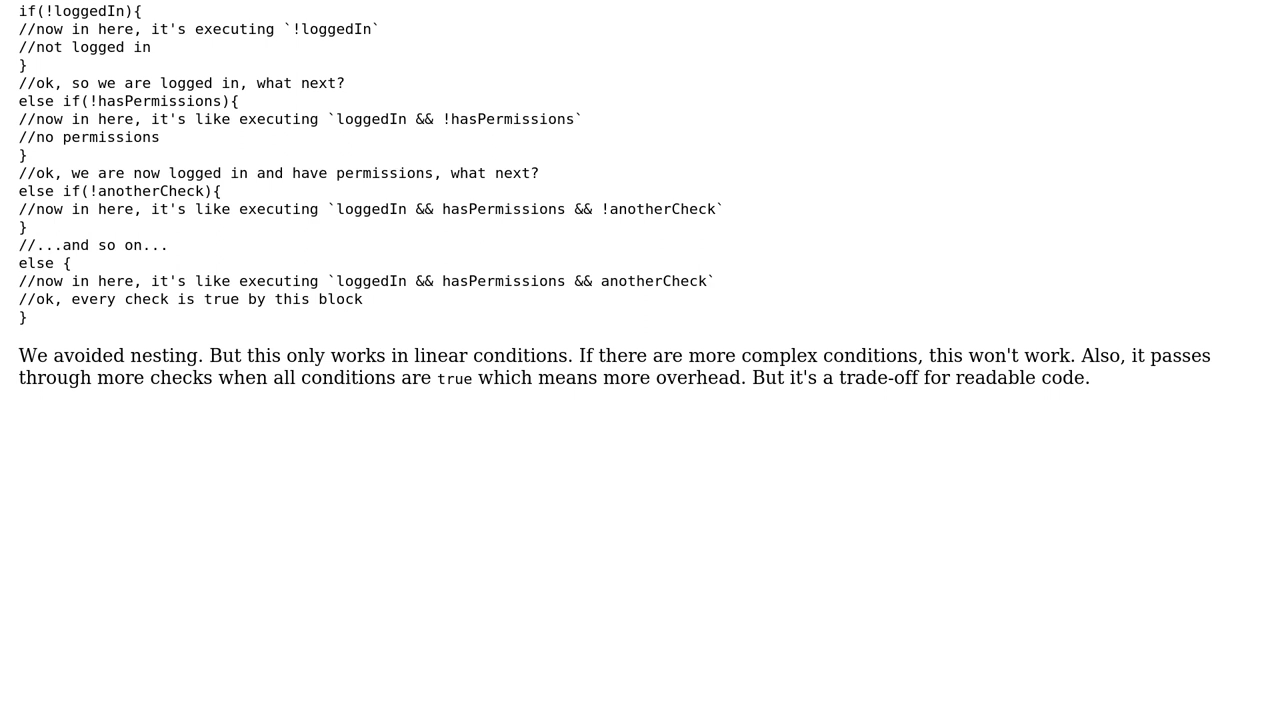 if(!loggedIn){
//now in here, it's executing `!loggedIn`
//not logged in
}
//ok, so we are logged in, what next?
else if(!hasPermissions){
//now in here, it's like executing `loggedIn && !hasPermissions`
//no permissions
}
//ok, we are now logged in and have permissions, what next?
else if(!anotherCheck){
//now in here, it's like executing `loggedIn && hasPermissions && !anotherCheck`
}
//...and so on...
else {
//now in here, it's like executing `loggedIn && hasPermissions && anotherCheck`
//ok, every check is true by this block
}
We avoided nesting. But this only works in linear conditions. If there are more complex conditions, this won't work. Also, it passes
through more checks when all conditions are true which means more overhead. But it's a trade-off for readable code.